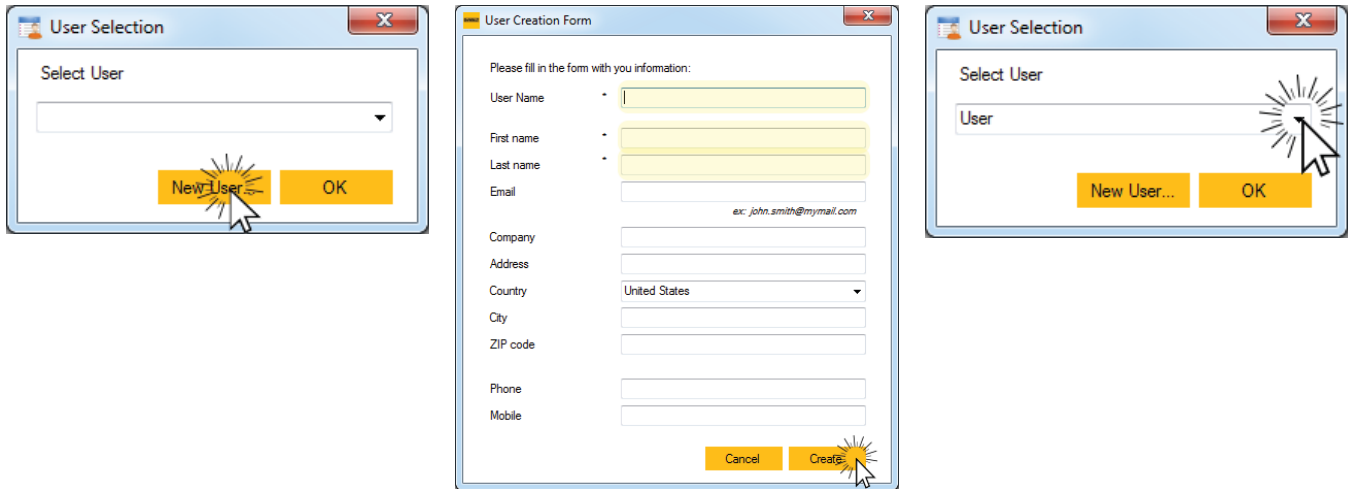 User Selection
Select User
New User...
OK
User Creation Form
Please fill in the form with you information:
User Name *
First name *
Last name *
Email
ex: john.smith@mymail.com
Company
Address
Country United States
City
ZIP code
Phone
Mobile
Cancel Create
User Selection
Select User
User
New User... OK